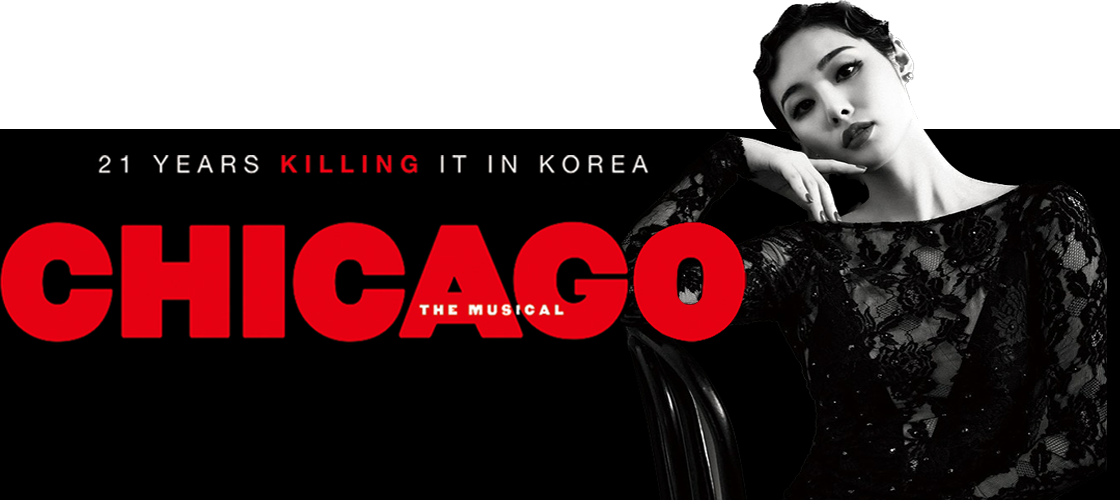 21 YEARS KILLING IT IN KOREA
CHICAGO
THE MUSICAL